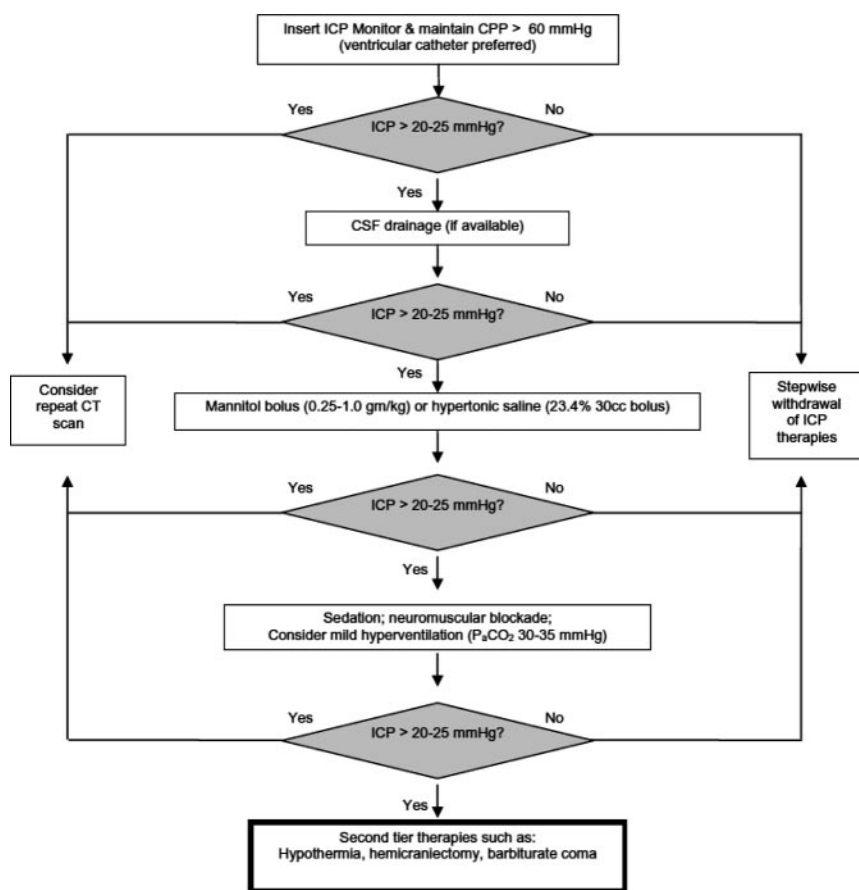 Insert ICP Monitor & maintain CPP > 60 mmHg
(ventricular catheter preferred)
Yes
No
ICP > 20-25 mmHg?
Yes
CSF drainage (if available)
Yes
No
ICP > 20-25 mmHg?
Yes
Consider
repeat CT
scan
Mannitol bolus (0.25-1.0 gm/kg) or hypertonic saline (23.4% 30cc bolus)
Stepwise
withdrawal
of ICP
therapies
Yes
No
ICP > 20-25 mmHg?
Yes
Sedation; neuromuscular blockade;
Consider mild hyperventilation (PaCO2 30-35 mmHg)
Yes
No
ICP > 20-25 mmHg?
Yes
Second tier therapies such as:
Hypothermia, hemicraniectomy, barbiturate coma